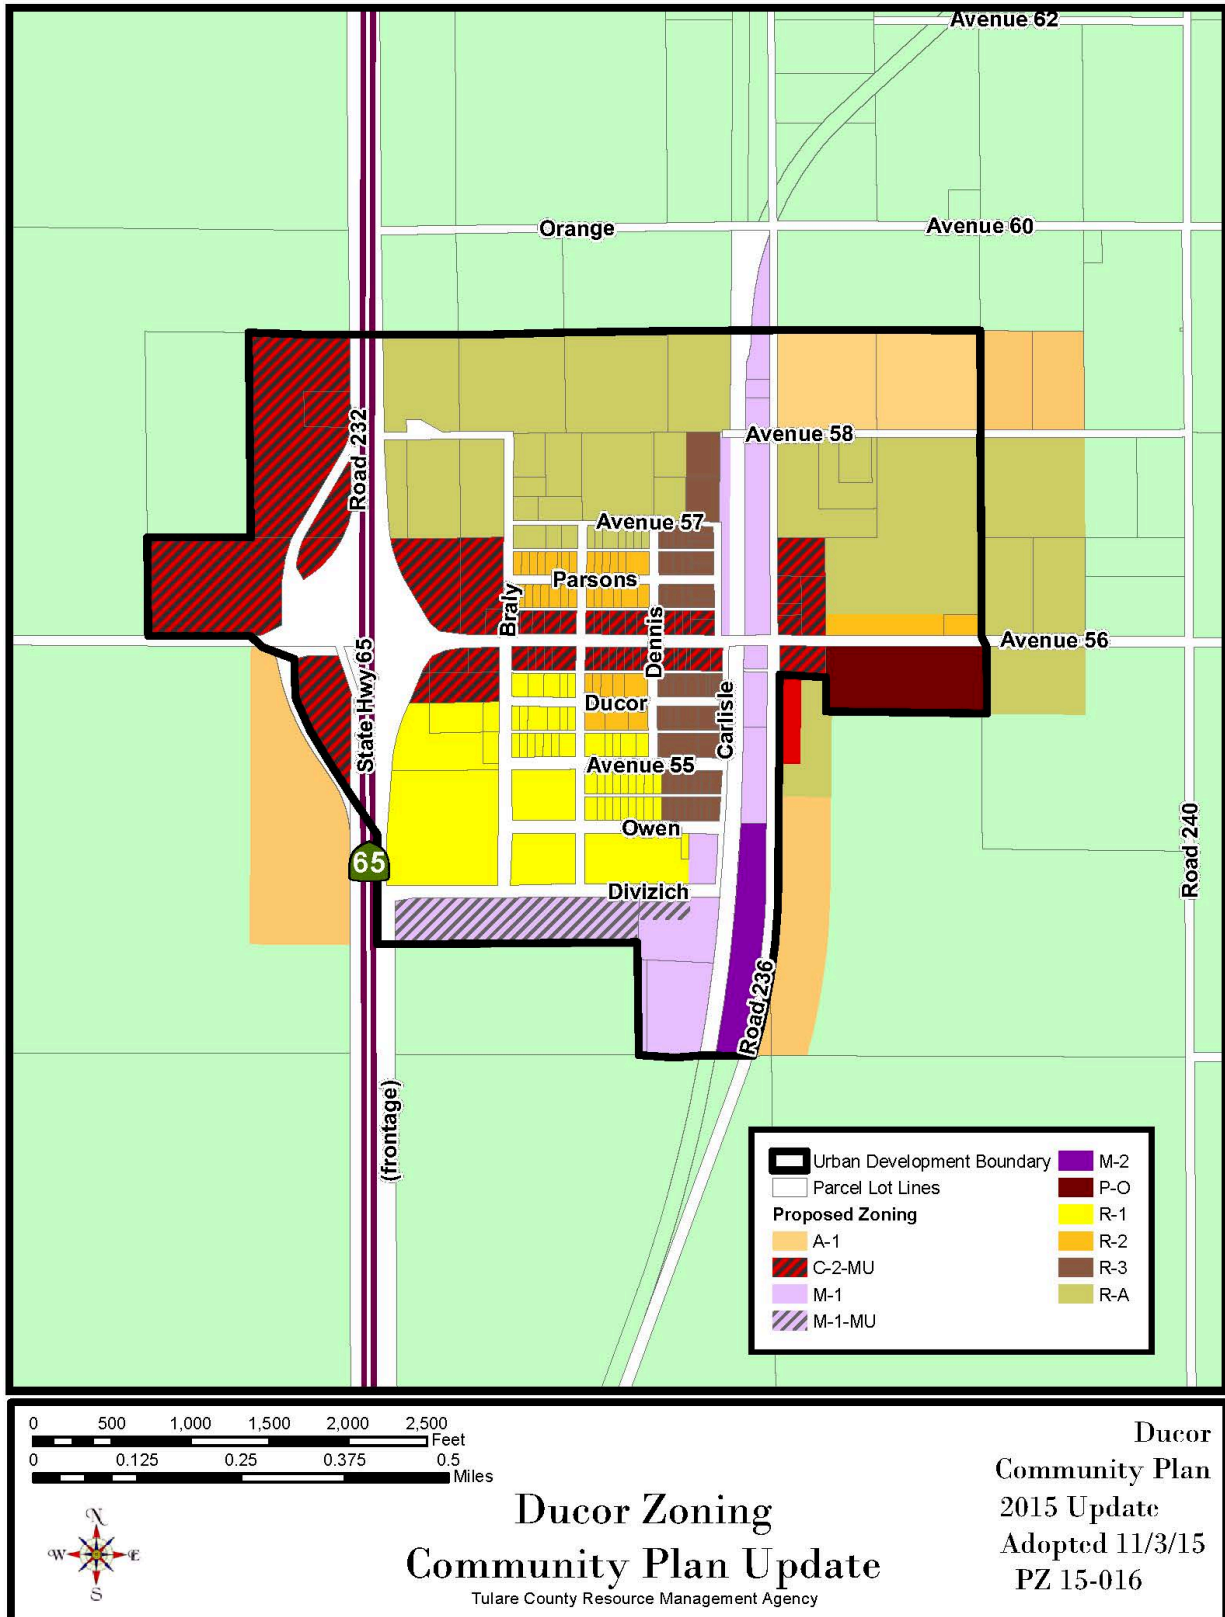 Avenue 62
Orange
Avenue 60
Road 232
Avenue 58
Avenue 57
Parsons
Braly
Dennis
Avenue 56
State Hwy 65
Ducor
Carlisle
Avenue 55
Owen
65
Divizich
Road 240
Road 236
(frontage)
Urban Development Boundary
Parcel Lot Lines
Proposed Zoning
A-1
C-2-MU
M-1
M-1-MU
M-2
P-O
R-1
R-2
R-3
R-A
0 500 1,000 1,500 2,000 2,500
Feet
0 0.125 0.25 0.375 0.5
Miles
N
W E
S
Ducor Zoning
Community Plan Update
Tulare County Resource Management Agency
Ducor
Community Plan
2015 Update
Adopted 11/3/15
PZ 15-016